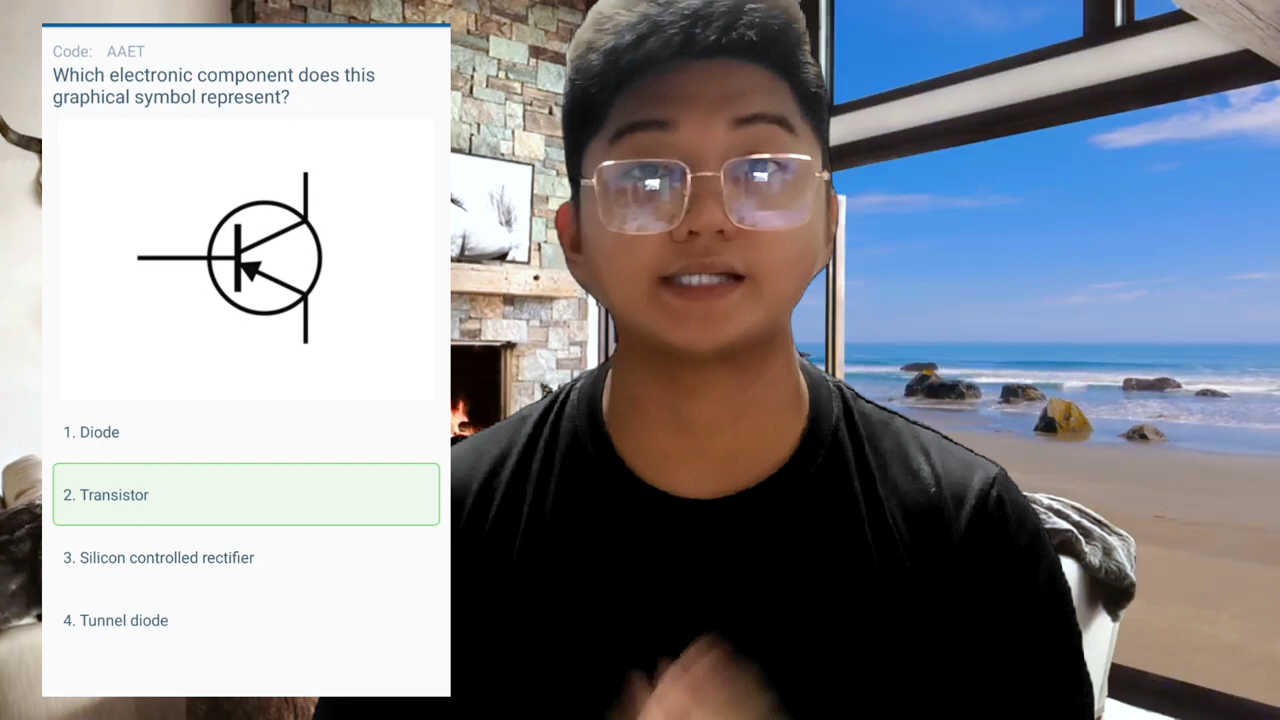 Code: AAET
Which electronic component does this
graphical symbol represent?
1. Diode
2. Transistor
3. Silicon controlled rectifier
4. Tunnel diode